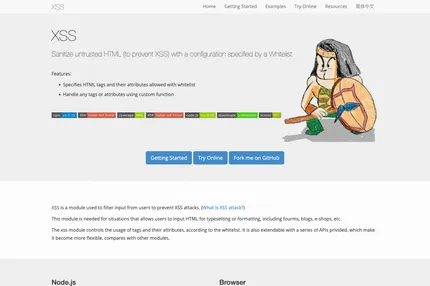 XSS
Home Getting Started Examples Try Online Resources 简体中文
XSS
Sanitize untrusted HTML (to prevent XSS) with a configuration specified by a Whitelist
Features:
Specifies HTML tags and their attributes allowed with whitelist
Handle any tags or attributes using custom function
Getting Started Try Online Fork me on GitHub
XSS is a module used to filter input from users to prevent XSS attacks. (What is XSS attack?)
This module is needed for situations that allows users to input HTML for typesetting or formatting, including fourms, blogs, e-shops, etc.
The xss module controls the usage of tags and their attributes, according to the whitelist. It is also extendable with a series of APIs privided, which make
it become more flexible, compares with other modules.
Node.js Browser